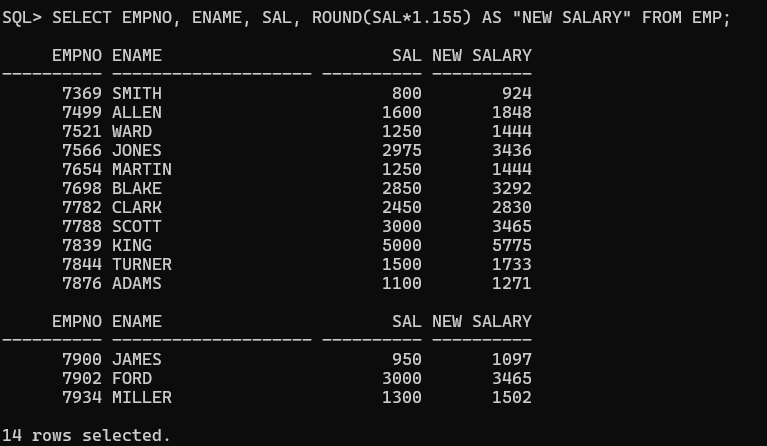 SQL> SELECT EMPNO, ENAME, SAL, ROUND(SAL*1.155) AS "NEW SALARY" FROM EMP;
     EMPNO ENAME                       SAL NEW SALARY
---------- -------------------- ---------- ----------
      7369 SMITH                       800        924
      7499 ALLEN                      1600       1848
      7521 WARD                       1250       1444
      7566 JONES                      2975       3436
      7654 MARTIN                     1250       1444
      7698 BLAKE                      2850       3292
      7782 CLARK                      2450       2830
      7788 SCOTT                      3000       3465
      7839 KING                       5000       5775
      7844 TURNER                     1500       1733
      7876 ADAMS                      1100       1271
     EMPNO ENAME                       SAL NEW SALARY
---------- -------------------- ---------- ----------
      7900 JAMES                       950       1097
      7902 FORD                       3000       3465
      7934 MILLER                     1300       1502
14 rows selected.